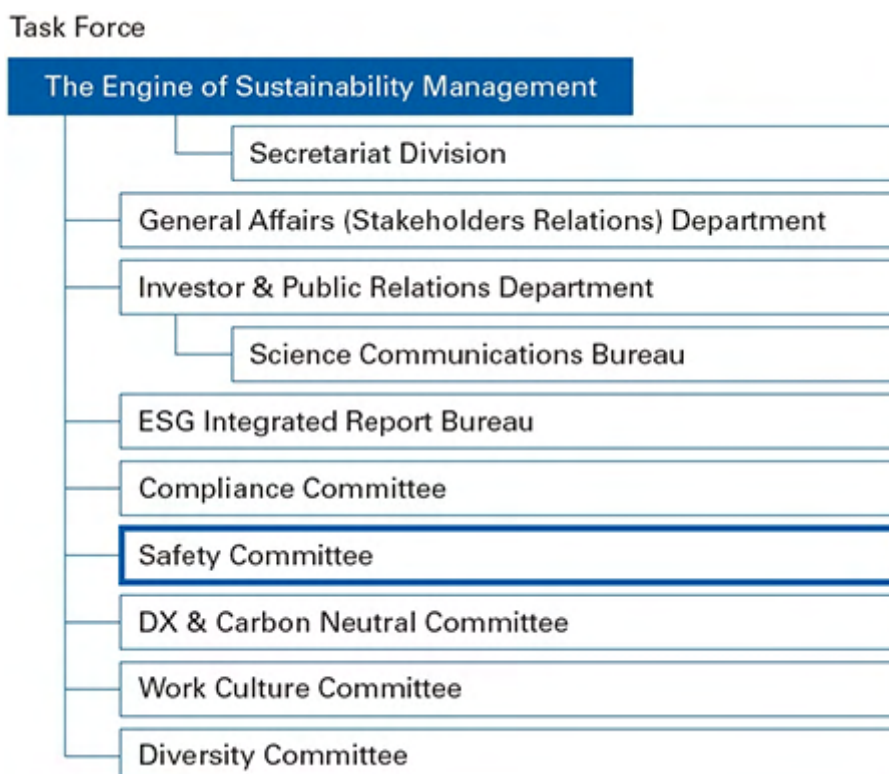 Task Force
The Engine of Sustainability Management
Secretariat Division
General Affairs (Stakeholders Relations) Department
Investor & Public Relations Department
Science Communications Bureau
ESG Integrated Report Bureau
Compliance Committee
Safety Committee
DX & Carbon Neutral Committee
Work Culture Committee
Diversity Committee